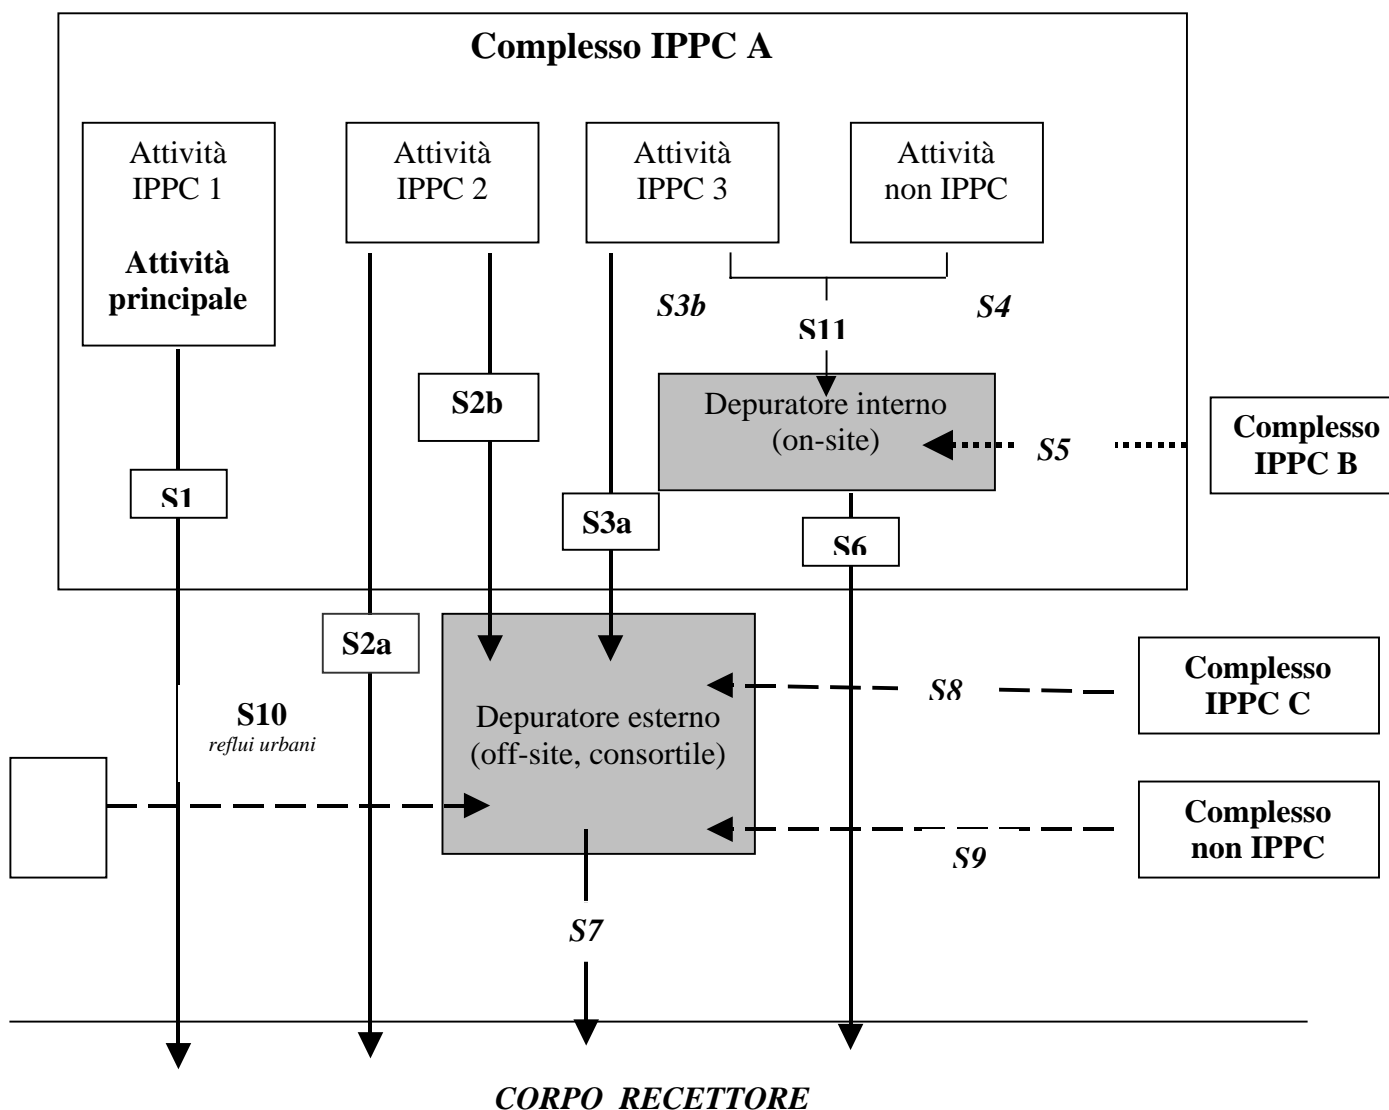 Complesso IPPC A
Attività
IPPC 1
Attività
principale
Attività
IPPC 2
Attività
IPPC 3
Attività
non IPPC
S3b
S4
S11
S2b
Depuratore interno
(on-site)
S5
Complesso
IPPC B
S1
S3a
S6
S2a
Complesso
IPPC C
S8
S10
reflui urbani
Depuratore esterno
(off-site, consortile)
Complesso
non IPPC
S9
S7
CORPO RECETTORE